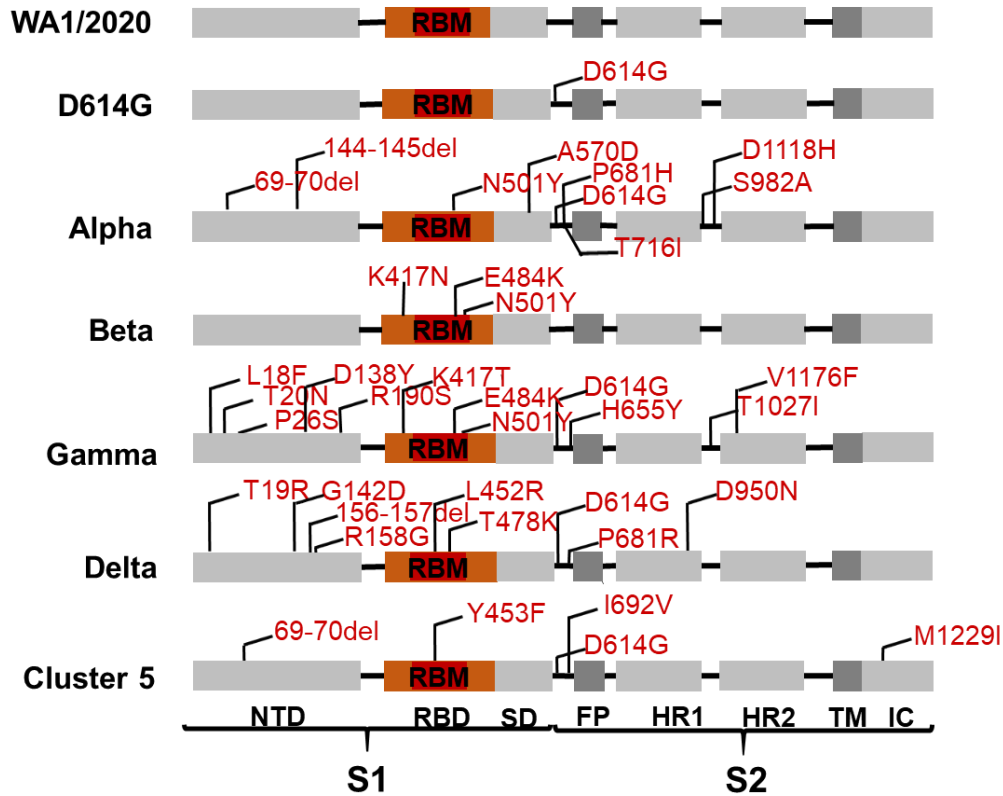 WA1/2020
RBM
D614G
D614G
RBM
144-145del
A570D
D1118H
P681H
69-70del
N501Y
S982A
D614G
Alpha
RBM
T716I
K417N
E484K
N501Y
Beta
RBM
L18F
D138Y
K417T
D614G
V1176F
T20N
R190S
E484K
H655Y
T1027I
P26S
N501Y
Gamma
RBM
T19R
G142D
L452R
D614G
D950N
156-157del
T478K
R158G
P681R
Delta
RBM
I692V
69-70del
Y453F
D614G
M1229I
Cluster 5
RBM
NTD RBD SD FP HR1 HR2 TM IC
S1 S2